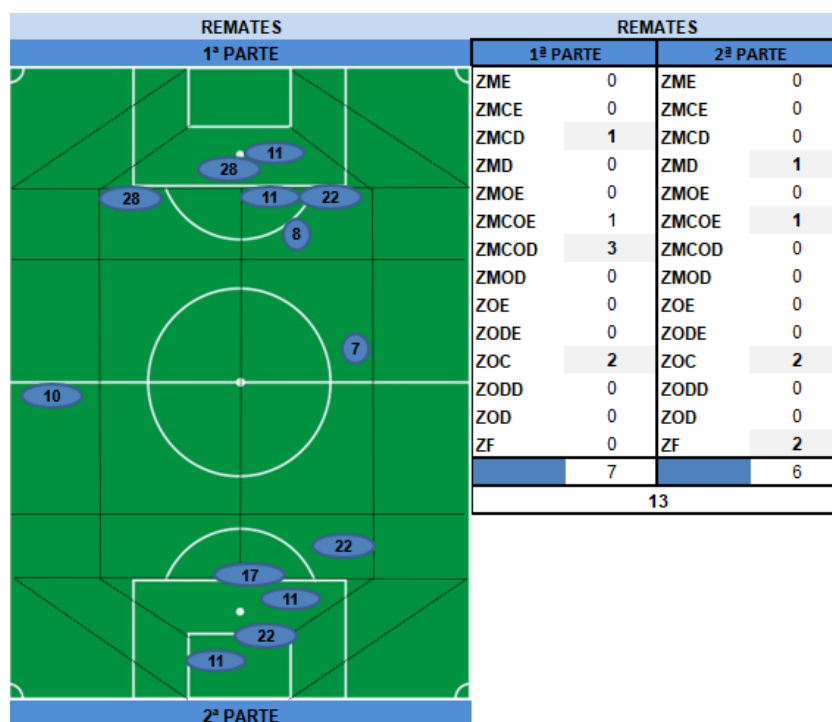 REMATES
1ª PARTE
11
28
28
11
22
8
7
10
22
17
11
22
11
2ª PARTE
REMATES
1ª PARTE 2ª PARTE
ZME 0 ZME 0
ZMCE 0 ZMCE 0
ZMCD 1 ZMCD 0
ZMD 0 ZMD 1
ZMOE 0 ZMOE 0
ZMCOE 1 ZMCOE 1
ZMCOD 3 ZMCOD 0
ZMOD 0 ZMOD 0
ZOE 0 ZOE 0
ZODE 0 ZODE 0
ZOC 2 ZOC 2
ZODD 0 ZODD 0
ZOD 0 ZOD 0
ZF 0 ZF 2
7 6
13